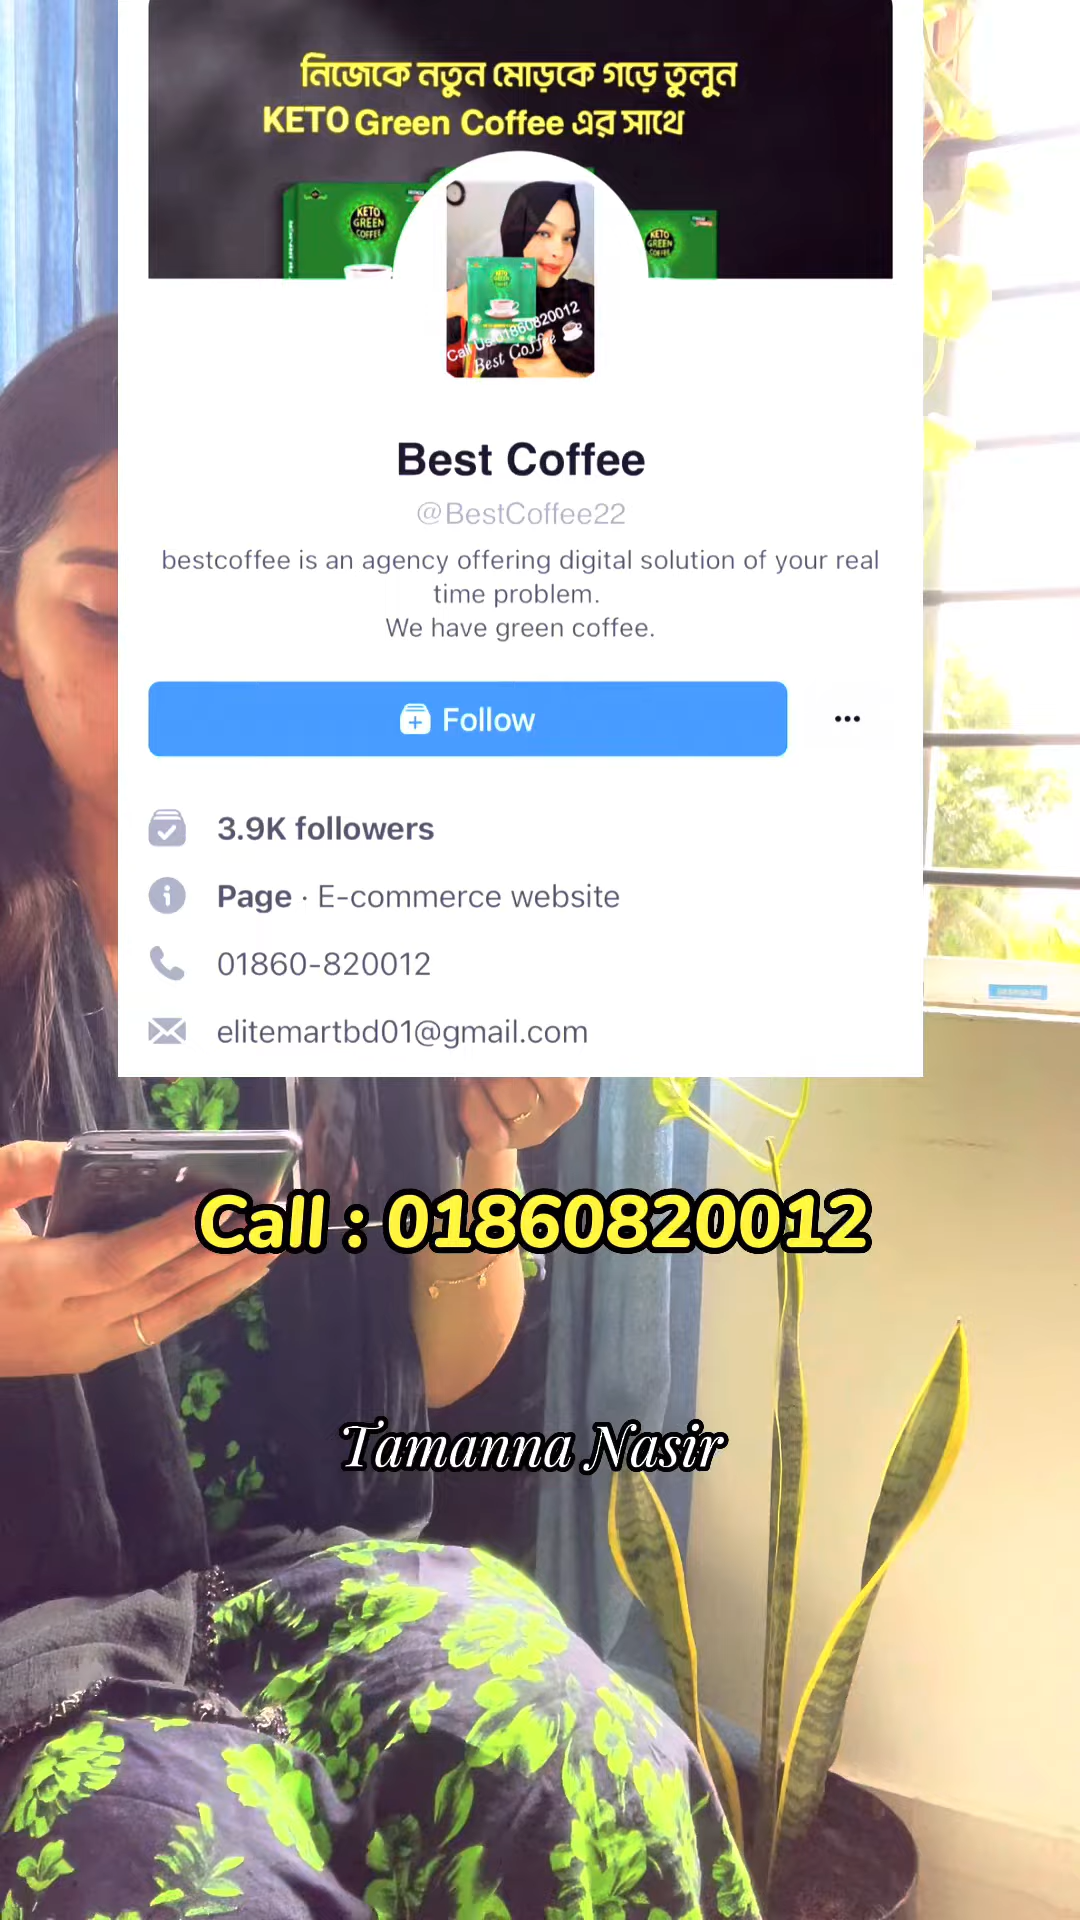 নিজেকে নতুন মোড়কে গড়ে তুলুন
KETO Green Coffee এর সাথে
KETO
GREEN
COFFEE
KETO
GREEN
COFFEE
KETO
GREEN
Call Us:01860820012
Best Coffee
Best Coffee
@BestCoffee22
bestcoffee is an agency offering digital solution of your real
time problem.
We have green coffee.
Follow
3.9K followers
Page · E-commerce website
01860-820012
elitemartbd01@gmail.com
Call : 01860820012
Tamanna Nasir